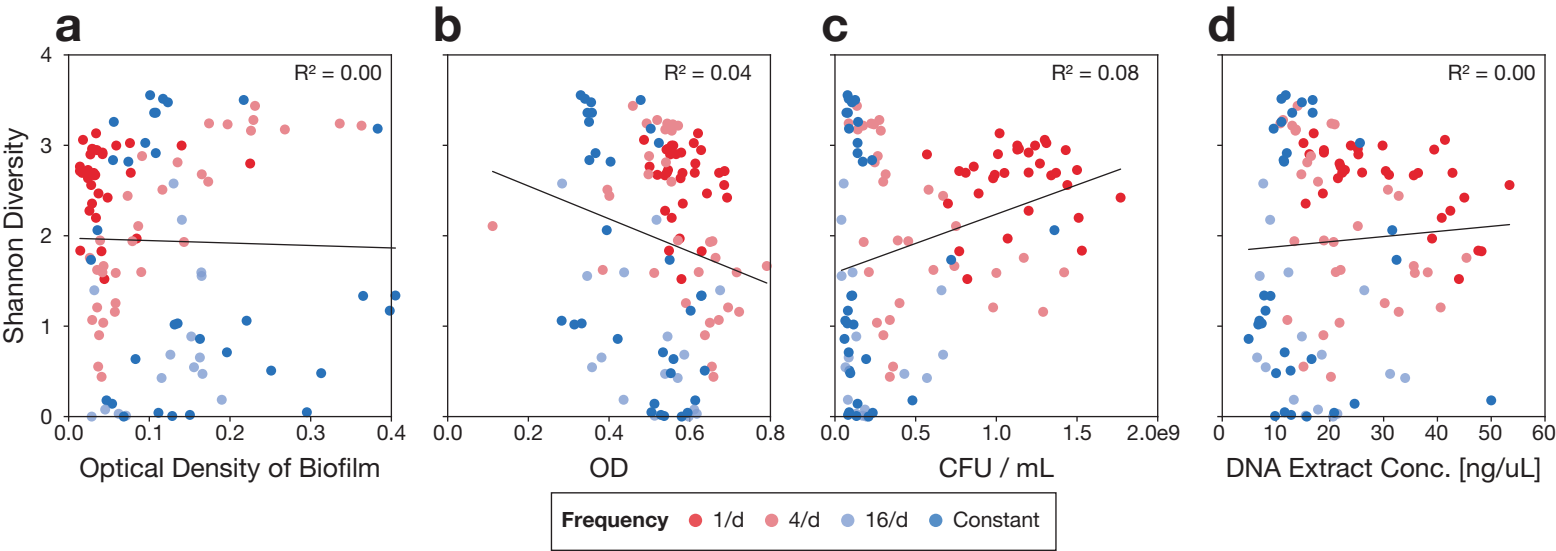 a
b
c
d
R² = 0.00
R² = 0.04
R² = 0.08
R² = 0.00
Shannon Diversity
4
3
2
1
0
0.0 0.1 0.2 0.3 0.4
0.0 0.2 0.4 0.6 0.8
0.0 0.5 1.0 1.5 2.0e9
0 10 20 30 40 50 60
Optical Density of Biofilm
OD
CFU / mL
DNA Extract Conc. [ng/uL]
Frequency 1/d 4/d 16/d Constant